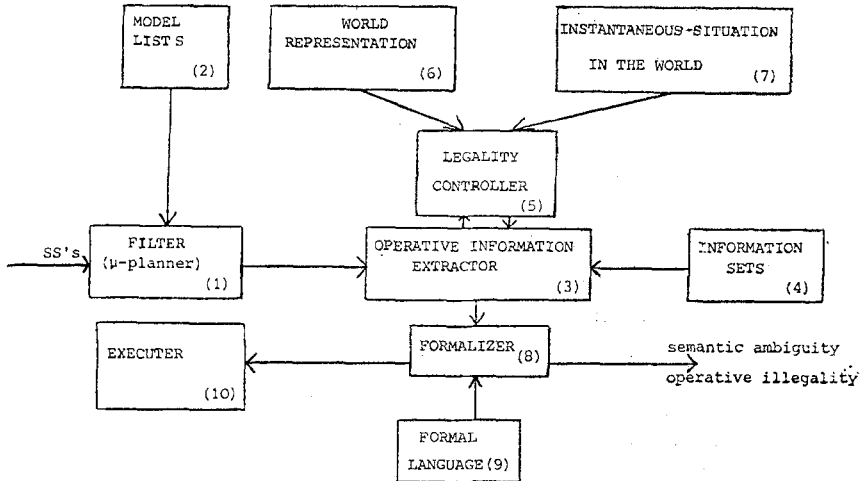 MODEL
LISTS
(2)
WORLD
REPRESENTATION
(6)
INSTANTANEOUS-SITUATION
IN THE WORLD
(7)
LEGALITY
CONTROLLER
(5)
SS's
FILTER
(μ-planner)
(1)
OPERATIVE INFORMATION
EXTRACTOR
(3)
INFORMATION
SETS
(4)
EXECUTER
(10)
FORMALIZER (8)
semantic ambiguity
operative illegality
FORMAL
LANGUAGE (9)